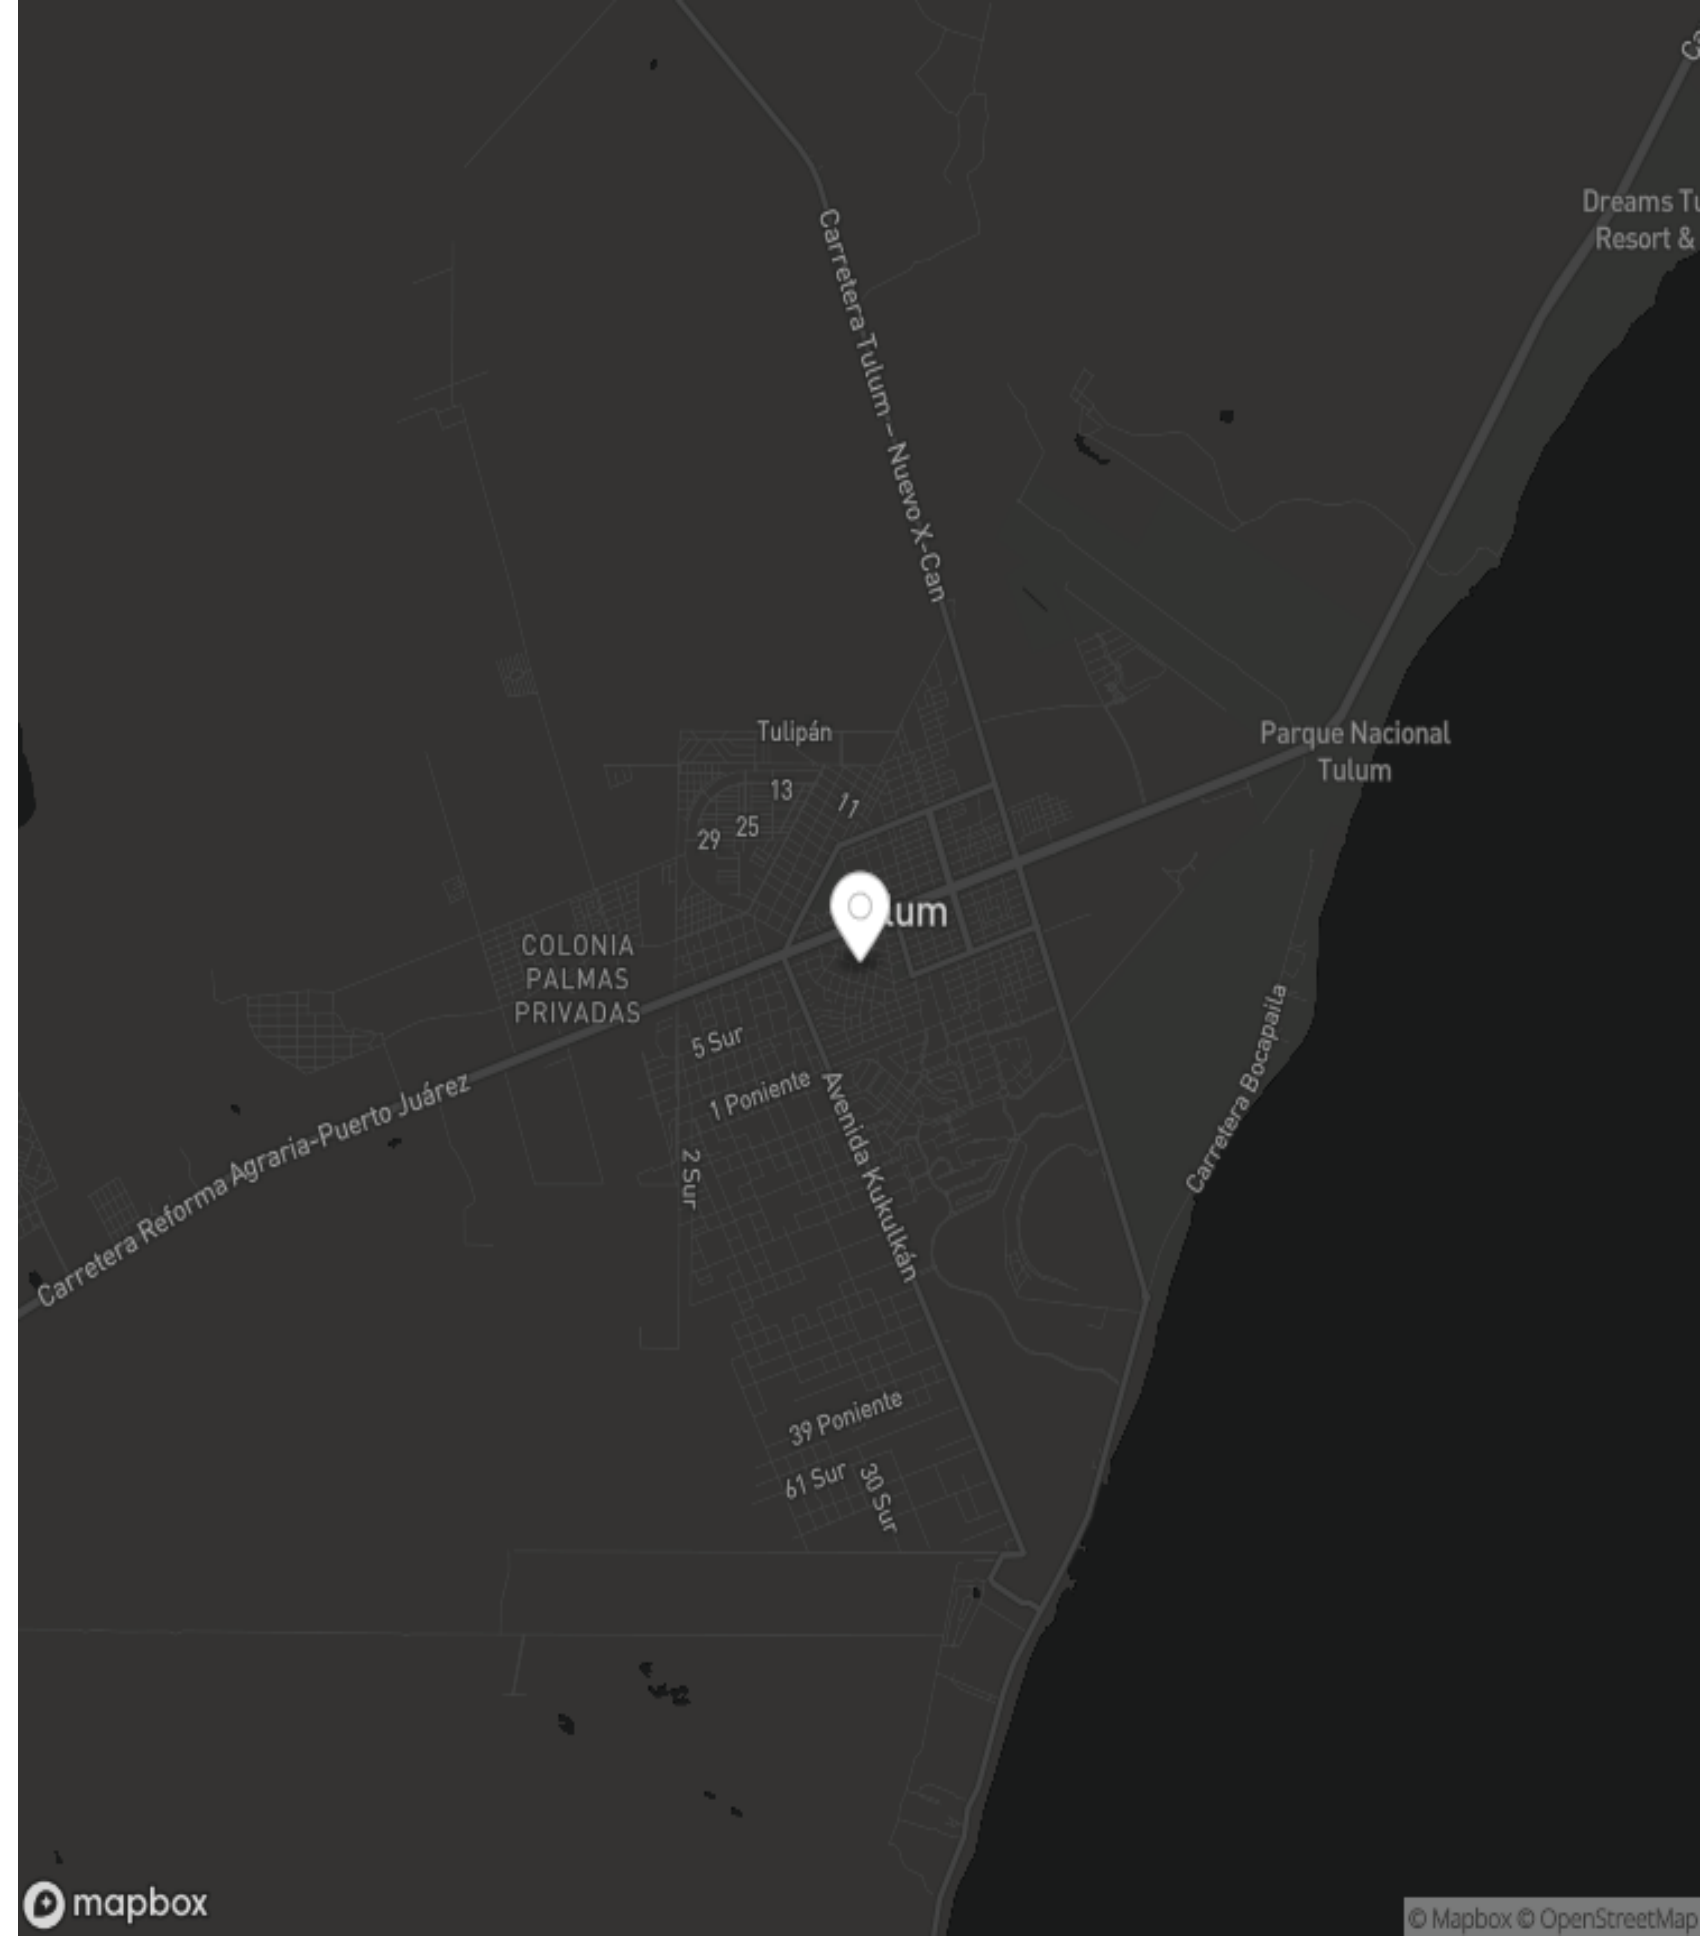 Ca
Dreams Tu
Resort &
Carretera Tulum – Nuevo X-Can
Parque Nacional
Tulum
Tulipán
13
11
25
29
lum
COLONIA
PALMAS
PRIVADAS
5 Sur
1 Poniente
2 Sur
Avenida Kukulkán
Carretera Bocapaila
Carretera Reforma Agraria-Puerto Juárez
39 Poniente
61 Sur
30 Sur
mapbox
© Mapbox © OpenStreetMap